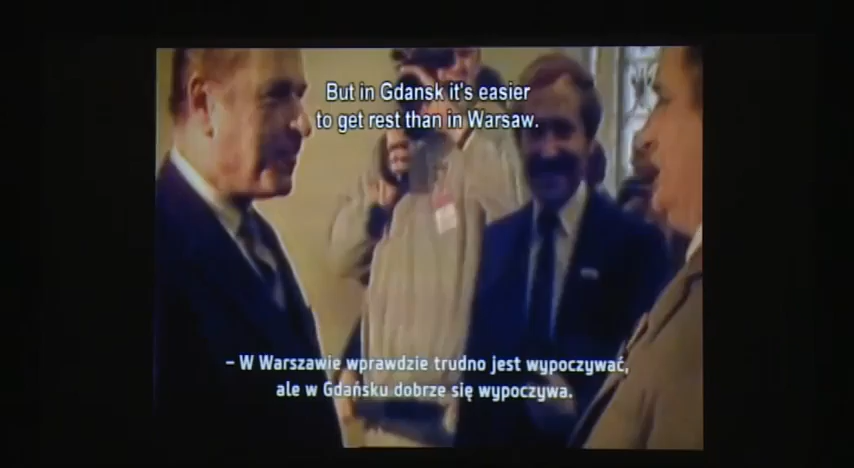 But in Gdansk it's easier
to get rest than in Warsaw.
– W Warszawie wprawdzie trudno jest wypoczywać,
ale w Gdańsku dobrze się wypoczywa.